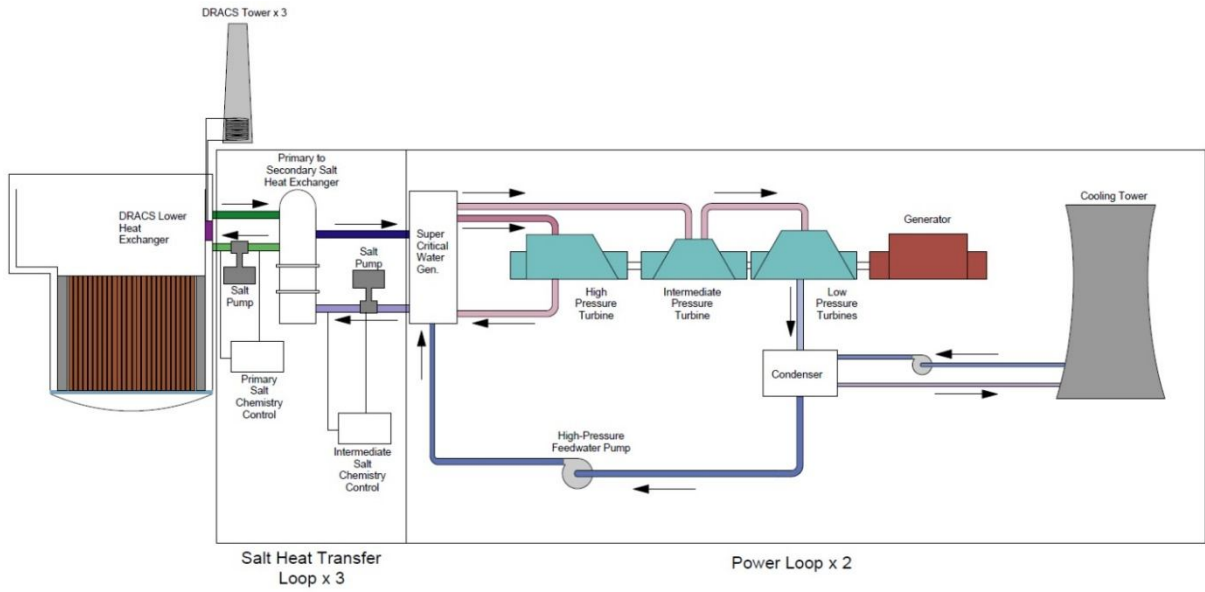 DRACS Tower x 3
Primary to
Secondary Salt
Heat Exchanger
DRACS Lower
Heat
Exchanger
Salt
Pump
Primary
Salt
Chemistry
Control
Salt
Pump
Intermediate
Salt
Chemistry
Control
Super
Critical
Water
Gen.
High
Pressure
Turbine
Intermediate
Pressure
Turbine
Low
Pressure
Turbines
Generator
Cooling Tower
Condenser
High-Pressure
Feedwater Pump
Salt Heat Transfer
Loop x 3
Power Loop x 2